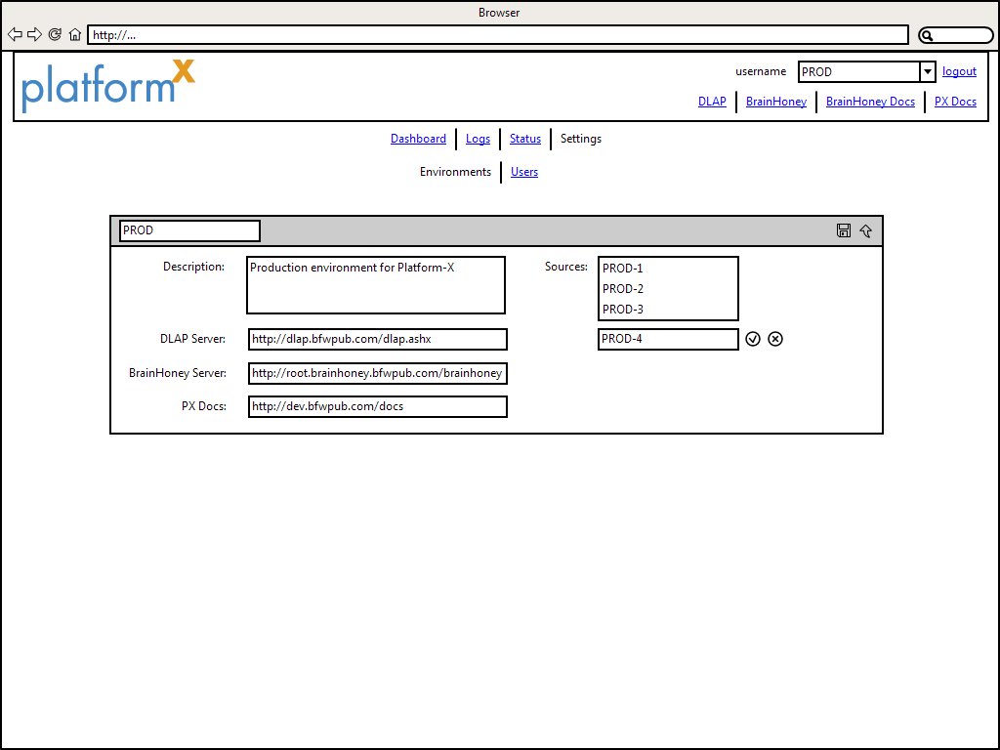 Browser
http://...
platformX
username PROD logout
DLAP BrainHoney BrainHoney Docs PX Docs
Dashboard Logs Status Settings
Environments Users
PROD
Description: Production environment for Platform-X Sources: PROD-1
PROD-2
PROD-3
DLAP Server: http://dlap.bfwpub.com/dlap.ashx PROD-4
BrainHoney Server: http://root.brainhoney.bfwpub.com/brainhoney
PX Docs: http://dev.bfwpub.com/docs